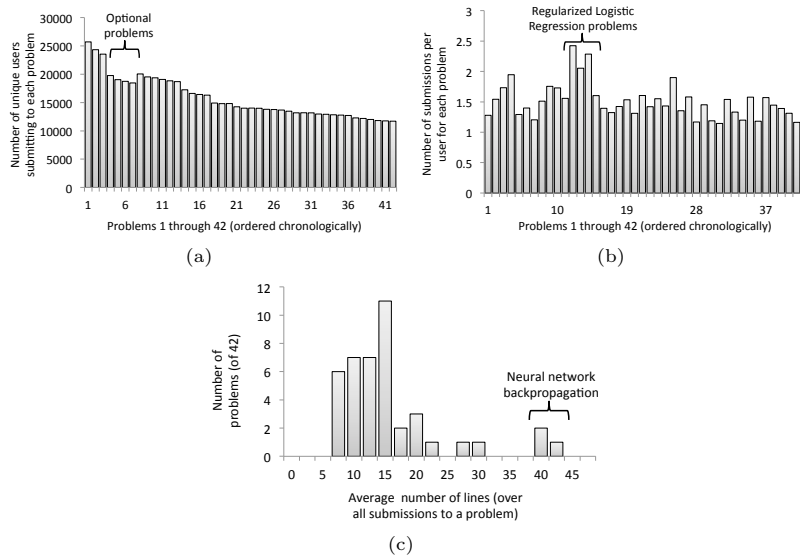 Optional
problems
Number of unique users
submitting to each problem
30000
25000
20000
15000
10000
5000
0
1 6 11 16 21 26 31 36 41
Problems 1 through 42 (ordered chronologically)
(a)
Regularized Logistic
Regression problems
Number of submissions per
user for each problem
3
2.5
2
1.5
1
0.5
0
1 10 19 28 37
Problems 1 through 42 (ordered chronologically)
(b)
Number of
problems (of 42)
12
10
8
6
4
2
0
Neural network
backpropagation
0 5 10 15 20 25 30 35 40 45
Average number of lines (over
all submissions to a problem)
(c)